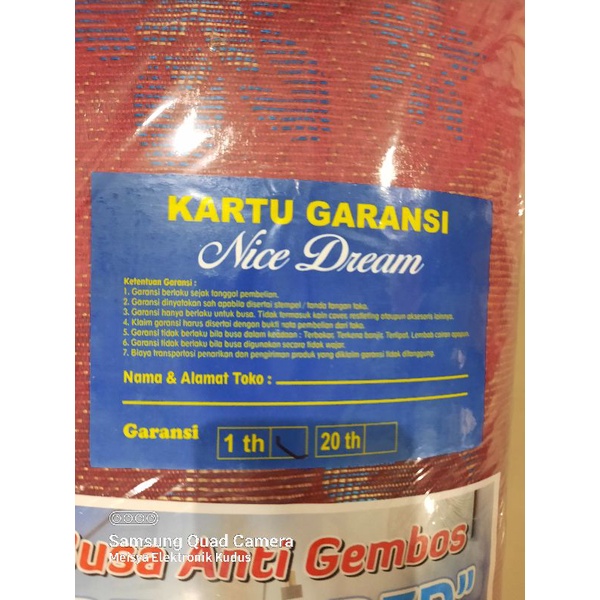 KARTU GARANSI
Nice Dream
Ketentuan Garansi :
1. Garansi berlaku sejak tanggal pembelian.
2. Garansi dinyatakan sah apabila disertai stempel / tanda tangan toko.
3. Garansi hanya berlaku untuk busa. Tidak termasuk kain cover, restleting ataupun aksesoris lainnya.
4. Klaim garansi harus disertai dengan bukti nota pembelian dari toko.
5. Garansi tidak berlaku bila busa dalam keadaan : Terbakar, Terkena banjir, Terlipat, Lembab cairan apapun.
6. Garansi tidak berlaku bila busa digunakan secara tidak wajar.
7. Biaya transportasi penarikan dan pengiriman produk yang diklaim garansi tidak ditanggung.
Nama & Alamat Toko :
Garansi 1 th 20 th
Busa Anti Gembos
Samsung Quad Camera
Meisya Elektronik Kudus